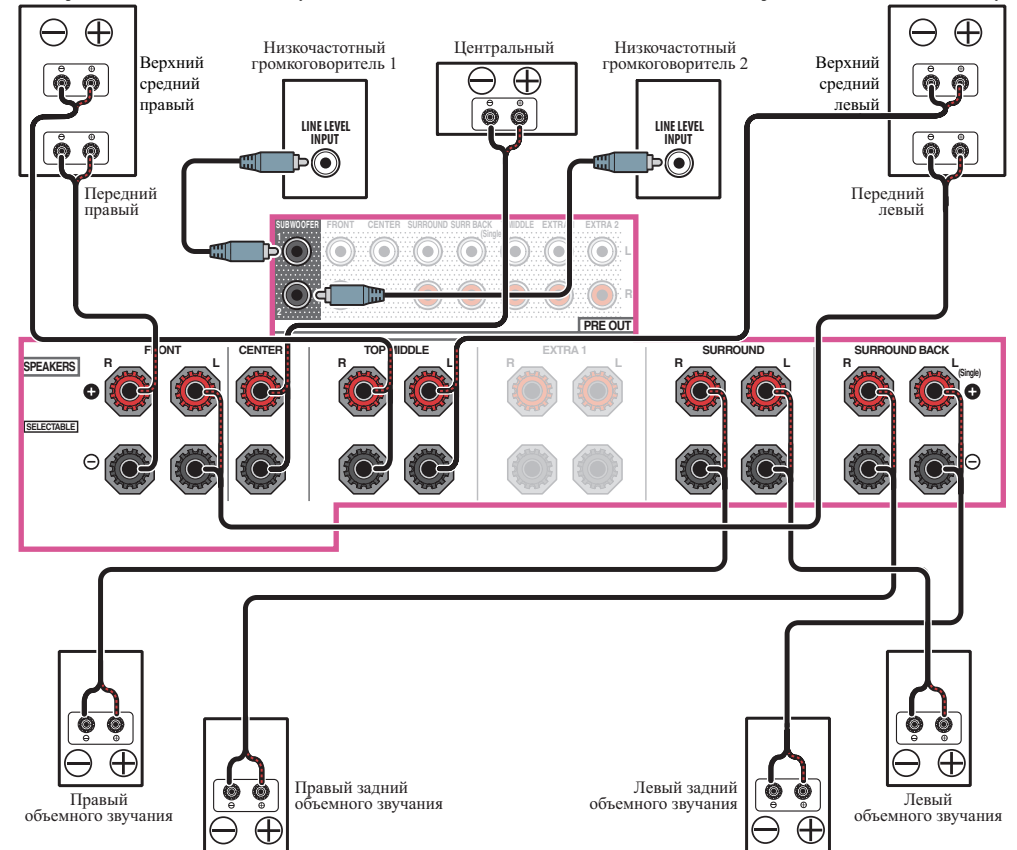 Верхний
средний
правый
Низкочастотный
громкоговоритель 1
Центральный
Низкочастотный
громкоговоритель 2
Верхний
средний
левый
LINE LEVEL
INPUT
LINE LEVEL
INPUT
Передний
правый
Передний
левый
SUBWOOFER FRONT CENTER SURROUND SURR BACK MIDDLE EXTRA EXTRA 2
1
(Single
L
2
R
PRE OUT
SPEAKERS
FRONT
R L
CENTER
TOP MIDDLE
R L
EXTRA 1
R L
SURROUND
R L
SURROUND BACK
R L
(Single)
+ +
SELECTABLE
− −
Правый
объемного звучания
Правый задний
объемного звучания
Левый задний
объемного звучания
Левый
объемного звучания